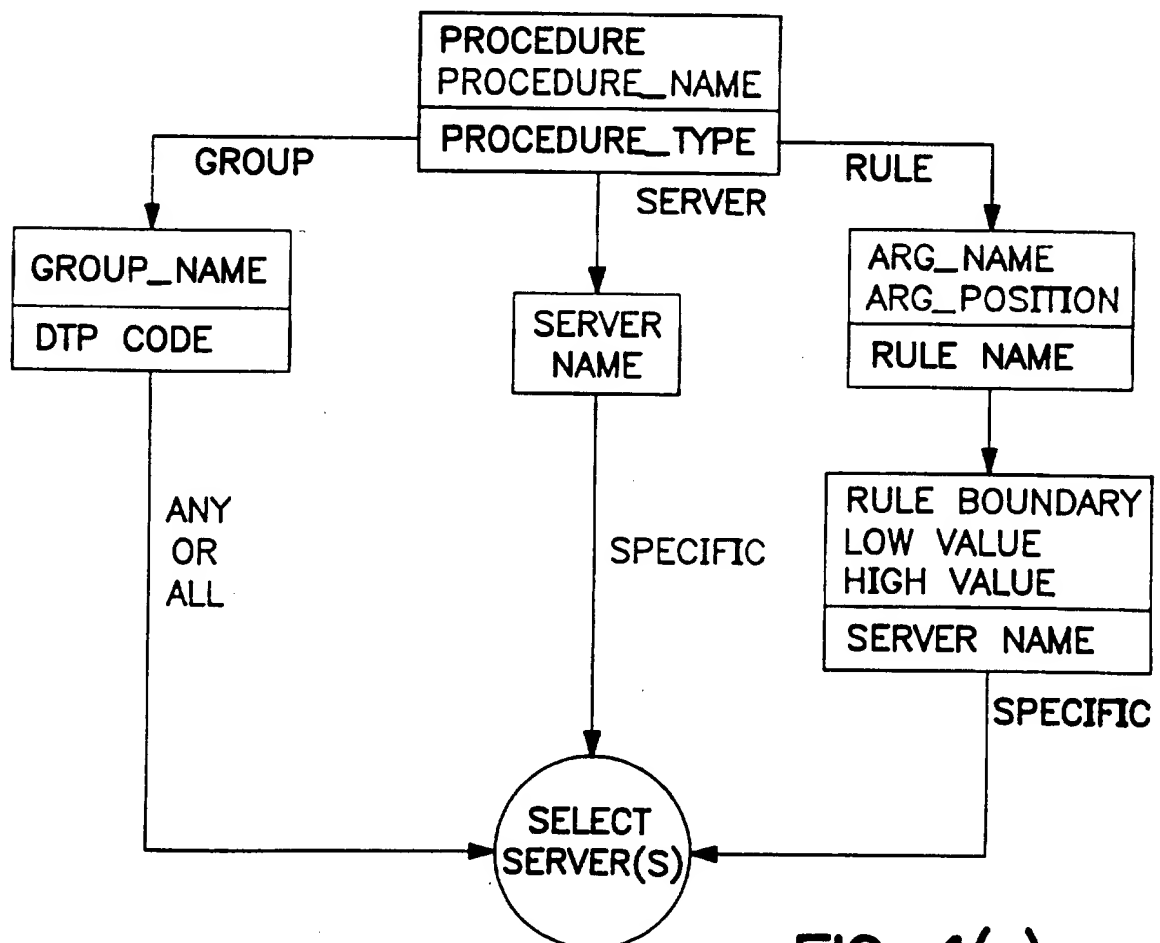 PROCEDURE
PROCEDURE_NAME
PROCEDURE_TYPE
GROUP
SERVER
RULE
GROUP_NAME
DTP CODE
SERVER
NAME
ARG_NAME
ARG_POSITION
RULE NAME
RULE BOUNDARY
LOW VALUE
HIGH VALUE
SERVER NAME
ANY
OR
ALL
SPECIFIC
SPECIFIC
SELECT
SERVER(S)